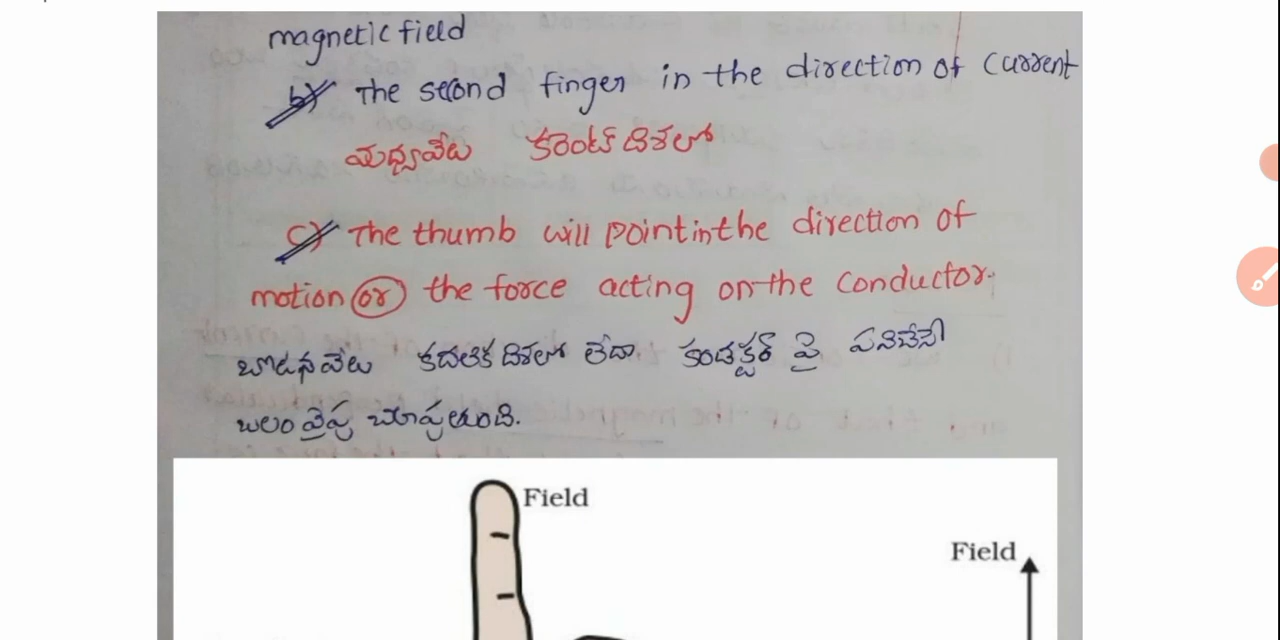 magnetic field
b) The second finger in the direction of Current
మధ్యవేలు కరెంట్ దిశలో
c) The thumb will point in the direction of
motion or the force acting on the conductor.
బొటనవేలు కదలిక దిశలో లేదా కండక్టర్ పై పనిచేసే
బలం వైపు చూపుతుంది.
Field
Field